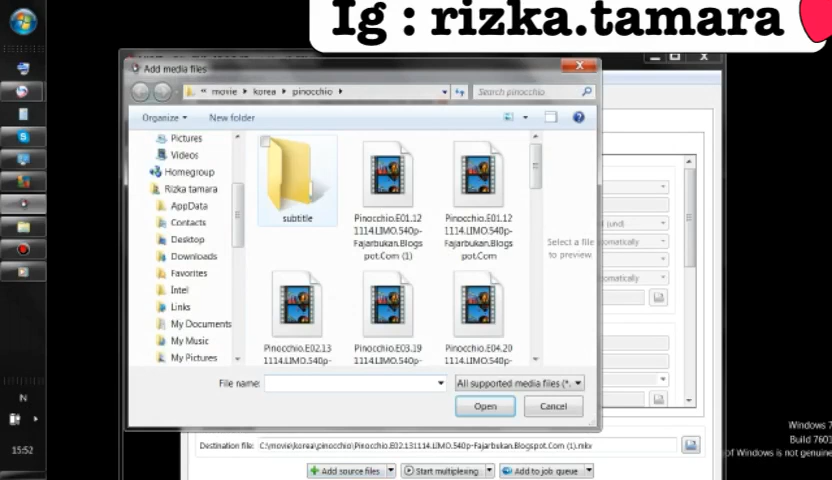 Ig : rizka.tamara
Add media files
« movie ▸ korea ▸ pinocchio ▸
Search pinocchio
Organize
New folder
Pictures
Videos
Homegroup
Rizka tamara
AppData
Contacts
Desktop
Downloads
Favorites
Intel
Links
My Documents
My Music
My Pictures
subtitle
Pinocchio.E01.12
1114.LIMO.540p-
Fajarbukan.Blogs
pot.Com (1)
Pinocchio.E01.12
1114.LIMO.540p-
Fajarbukan.Blogs
pot.Com
Pinocchio.E02.13
1114.LIMO.540p-
Pinocchio.E03.19
1114.LIMO.540p-
Pinocchio.E04.20
1114.LIMO.540p-
Select a file
to preview.
(und)
omatically
omatically
File name:
All supported media files (*.
Open
Cancel
Destination file: C:\movie\korea\pinocchio\Pinocchio.E02.131114.LIMO.540p-Fajarbukan.Blogspot.Com (1).mkv
Add source files
Start multiplexing
Add to job queue
N
15:52
Windows 7
Build 7601
of Windows is not genuine